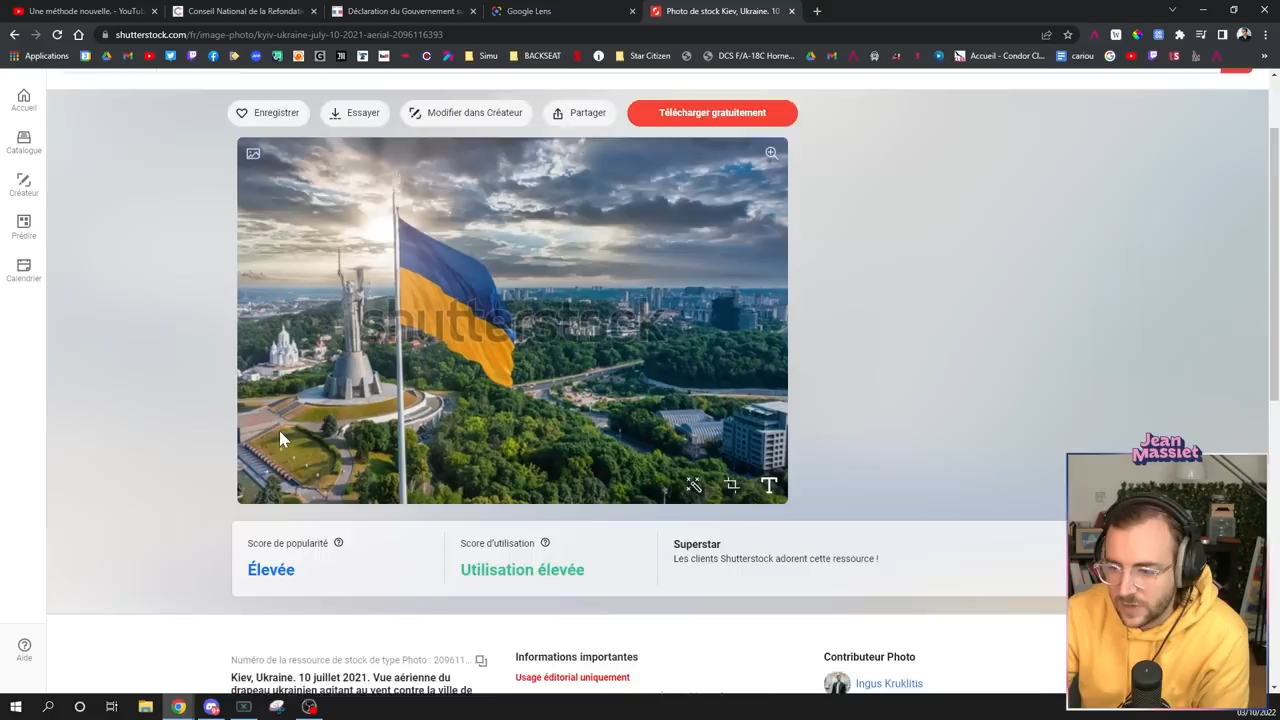 Une méthode nouvelle. - YouTub
Conseil National de la Refondati
Déclaration du Gouvernement su
Google Lens
Photo de stock Kiev, Ukraine. 10
shutterstock.com/fr/image-photo/kyiv-ukraine-july-10-2021-aerial-2096116393
Applications
Simu
BACKSEAT
Star Citizen
DCS F/A-18C Horne...
Accueil - Condor Cl...
cariou
Accueil
Catalogue
Créateur
Prédire
Calendrier
Enregistrer
Essayer
Modifier dans Créateur
Partager
Télécharger gratuitement
shutterstock
T
Score de popularité
Élevée
Score d'utilisation
Utilisation élevée
Superstar
Les clients Shutterstock adorent cette ressource !
Jean
Massiet
Aide
Numéro de la ressource de stock de type Photo : 209611...
Kiev, Ukraine. 10 juillet 2021. Vue aérienne du
drapeau ukrainien agitant au vent contre la ville de
Informations importantes
Usage éditorial uniquement
Contributeur Photo
Ingus Kruklitis
03/10/2022